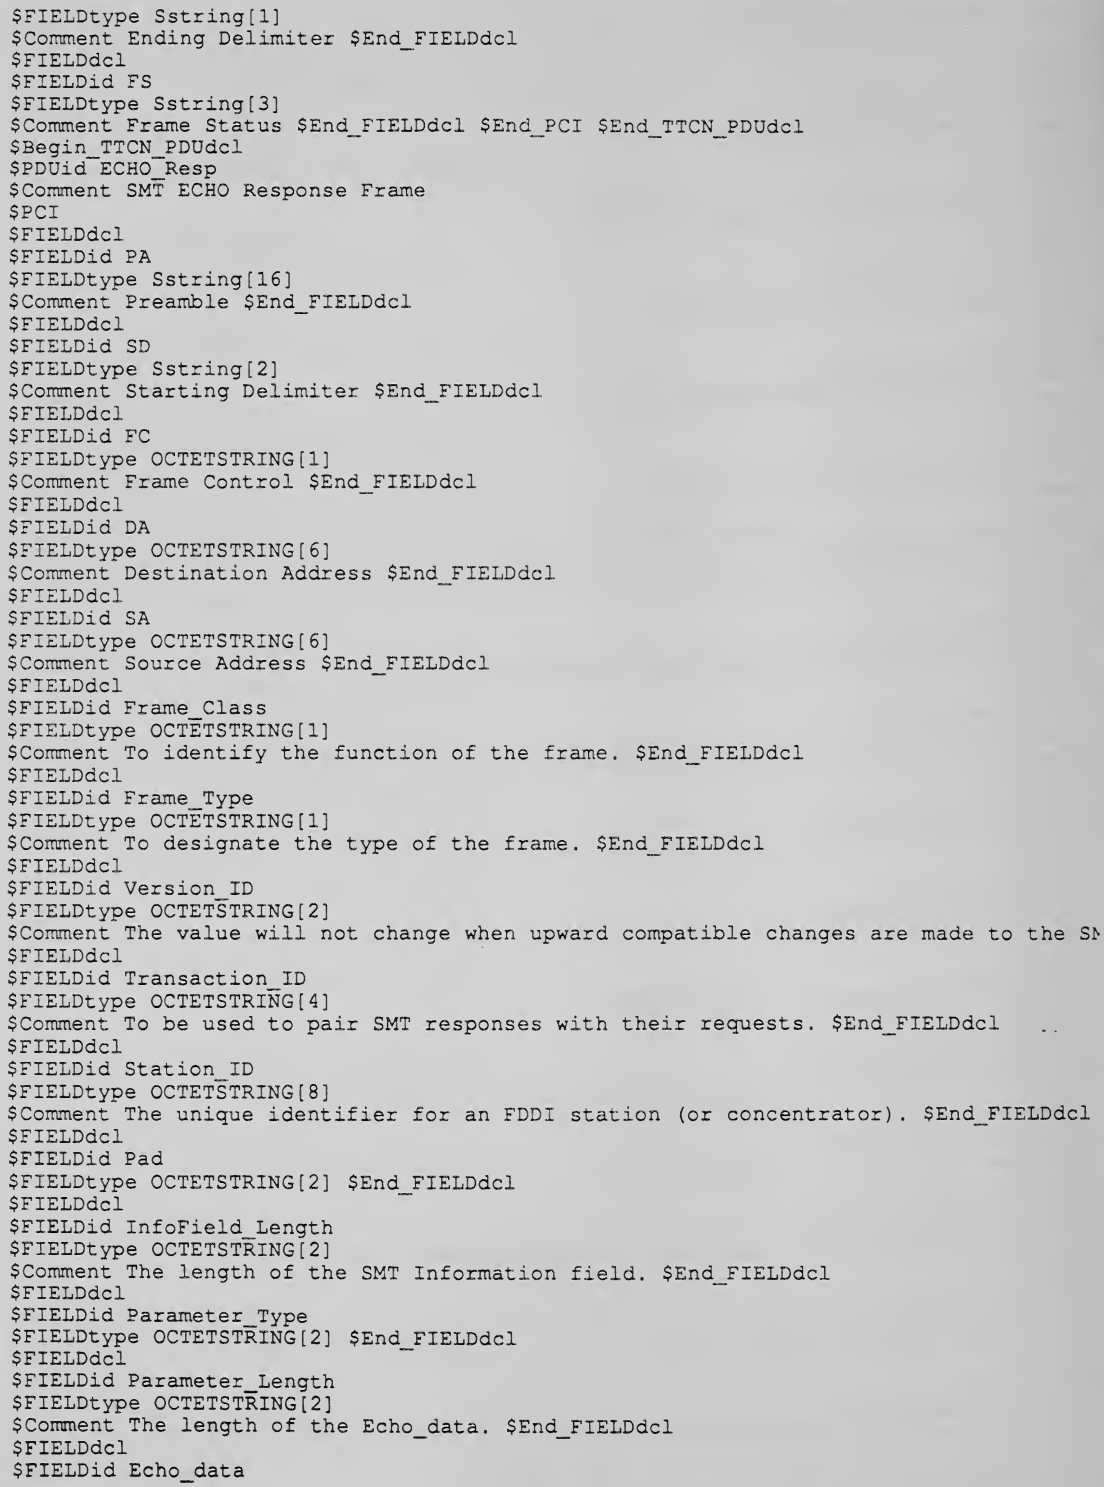 $FIELDtype Sstring[1]
$Comment Ending Delimiter $End_FIELDdcl
$FIELDdcl
$FIELDid FS
$FIELDtype Sstring[3]
$Comment Frame Status $End_FIELDdcl $End_PCI $End_TTCN_PDUdcl
$Begin_TTCN_PDUdcl
$PDUid ECHO_Resp
$Comment SMT ECHO Response Frame
$PCI
$FIELDdcl
$FIELDid PA
$FIELDtype Sstring[16]
$Comment Preamble $End_FIELDdcl
$FIELDdcl
$FIELDid SD
$FIELDtype Sstring[2]
$Comment Starting Delimiter $End_FIELDdcl
$FIELDdcl
$FIELDid FC
$FIELDtype OCTETSTRING[1]
$Comment Frame Control $End_FIELDdcl
$FIELDdcl
$FIELDid DA
$FIELDtype OCTETSTRING[6]
$Comment Destination Address $End_FIELDdcl
$FIELDdcl
$FIELDid SA
$FIELDtype OCTETSTRING[6]
$Comment Source Address $End_FIELDdcl
$FIELDdcl
$FIELDid Frame_Class
$FIELDtype OCTETSTRING[1]
$Comment To identify the function of the frame. $End_FIELDdcl
$FIELDdcl
$FIELDid Frame_Type
$FIELDtype OCTETSTRING[1]
$Comment To designate the type of the frame. $End_FIELDdcl
$FIELDdcl
$FIELDid Version_ID
$FIELDtype OCTETSTRING[2]
$Comment The value will not change when upward compatible changes are made to the
$FIELDdcl
$FIELDid Transaction_ID
$FIELDtype OCTETSTRING[4]
$Comment To be used to pair SMT responses with their requests. $End_FIELDdcl
$FIELDdcl
$FIELDid Station_ID
$FIELDtype OCTETSTRING[8]
$Comment The unique identifier for an FDDI station (or concentrator). $End_FIELDdcl
$FIELDdcl
$FIELDid Pad
$FIELDtype OCTETSTRING[2] $End_FIELDdcl
$FIELDdcl
$FIELDid InfoField_Length
$FIELDtype OCTETSTRING[2]
$Comment The length of the SMT Information field. $End_FIELDdcl
$FIELDdcl
$FIELDid Parameter_Type
$FIELDtype OCTETSTRING[2] $End_FIELDdcl
$FIELDdcl
$FIELDid Parameter_Length
$FIELDtype OCTETSTRING[2]
$Comment The length of the Echo_data. $End_FIELDdcl
$FIELDdcl
$FIELDid Echo_data